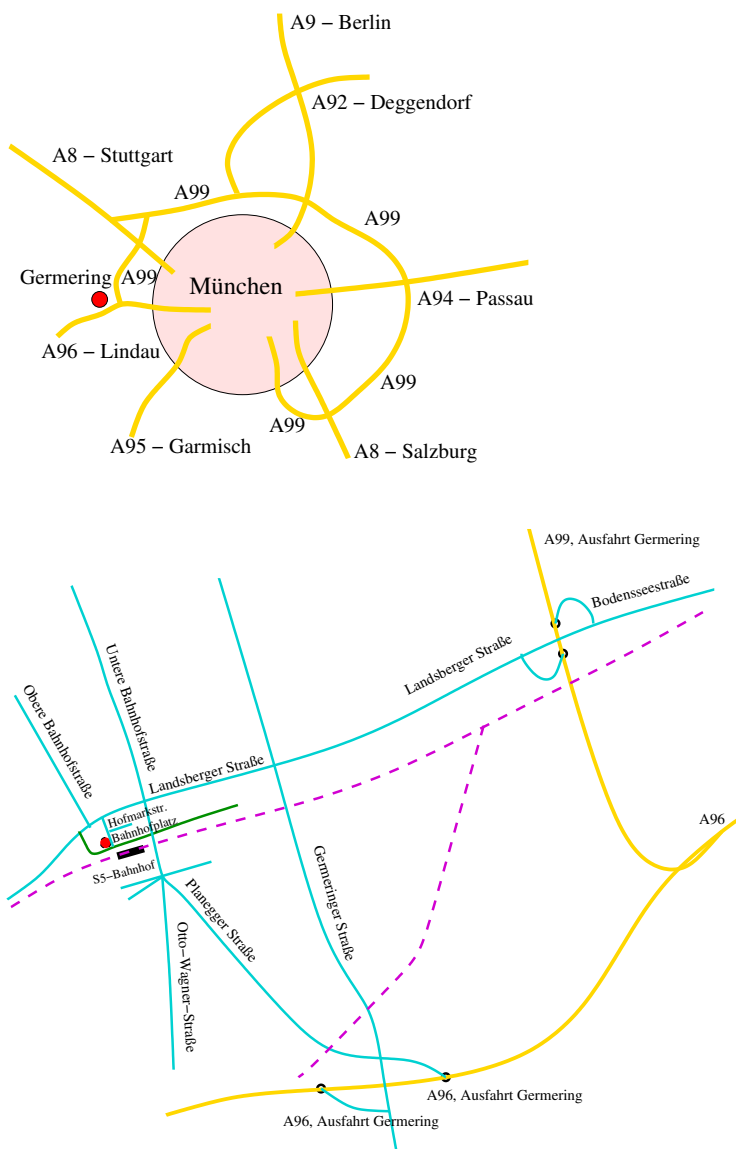 A9 – Berlin
A92 – Deggendorf
A8 – Stuttgart
A99
A99
Germering
A99
München
A94 – Passau
A96 – Lindau
A99
A99
A95 – Garmisch
A8 – Salzburg
A99, Ausfahrt Germering
Bodensseestraße
Landsberger Straße
Untere Bahnhofstraße
Obere Bahnhofstraße
Landsberger Straße
Hofmarkstr.
Bahnhofplatz
A96
S5–Bahnhof
Germeringer Straße
Planegger Straße
Otto–Wagner–Straße
A96, Ausfahrt Germering
A96, Ausfahrt Germering